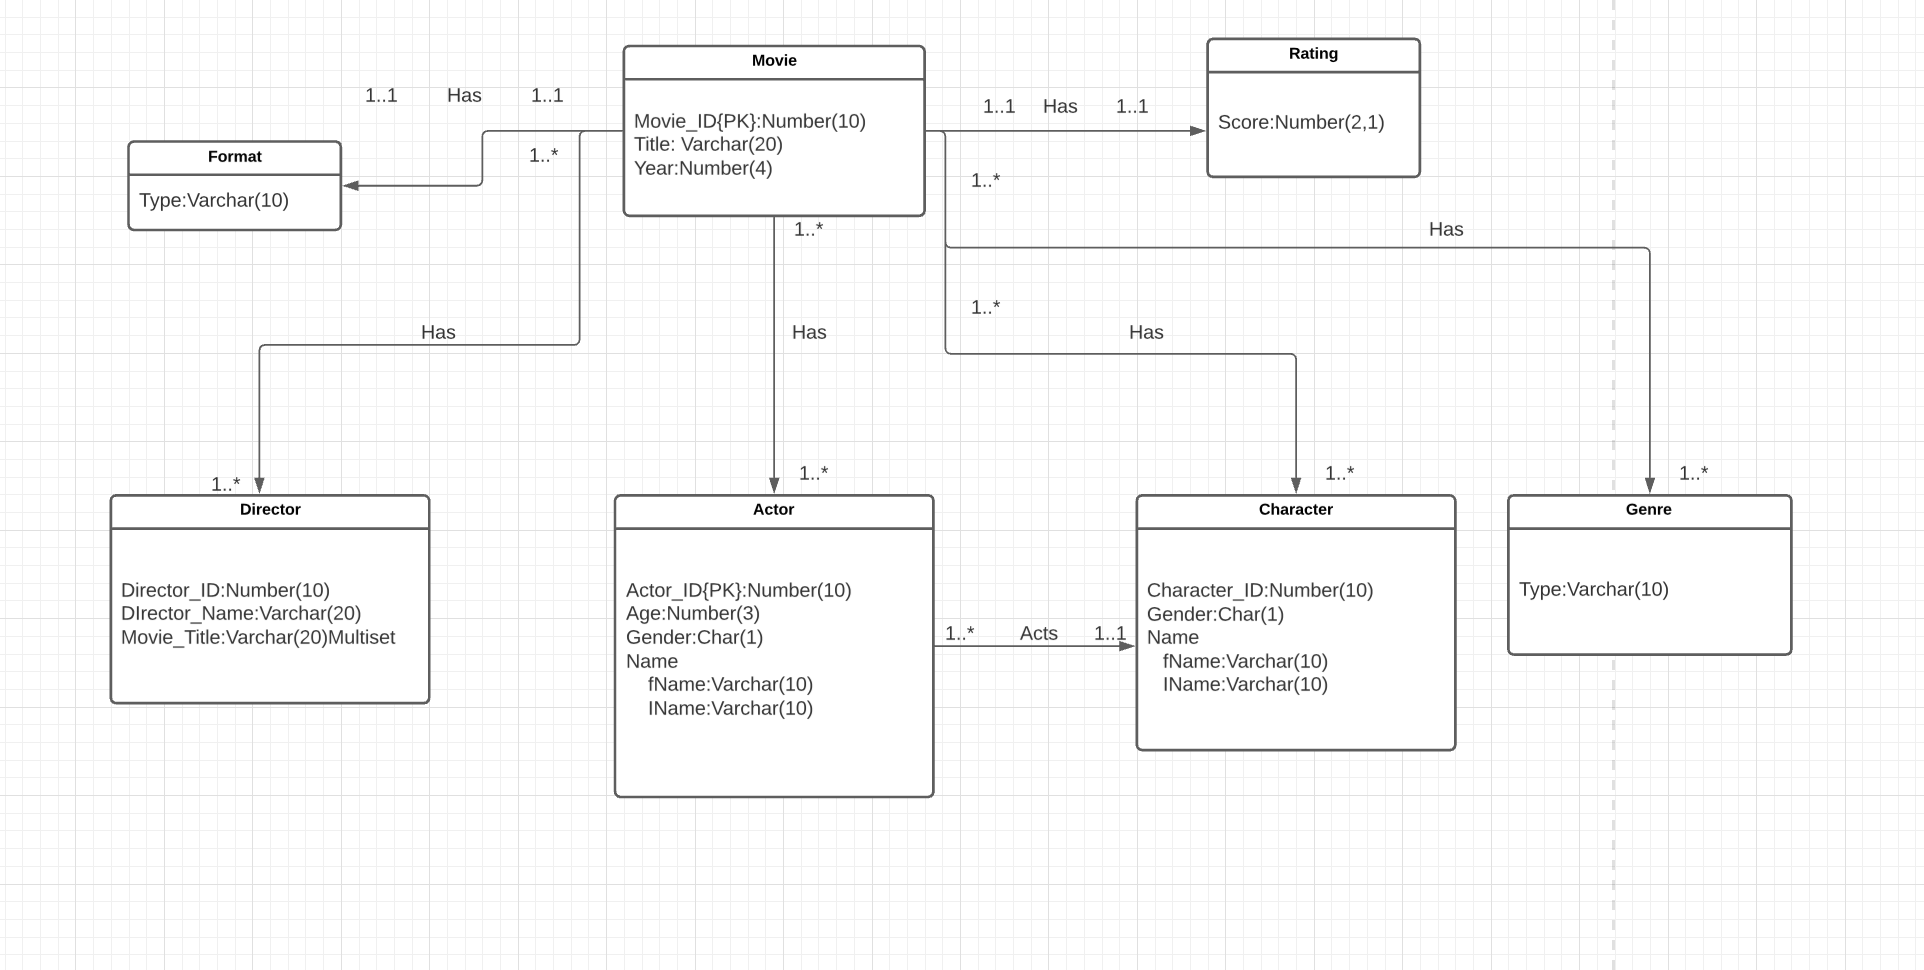 Movie
Movie_ID{PK}:Number(10)
Title: Varchar(20)
Year:Number(4)
Rating
Score:Number(2,1)
1..1 Has 1..1
1..1 Has 1..1
Format
Type:Varchar(10)
1..*
1..*
1..*
Has
1..*
Has
Has
Has
1..*
1..*
1..*
1..*
Director
Director_ID:Number(10)
DIrector_Name:Varchar(20)
Movie_Title:Varchar(20)Multiset
Actor
Actor_ID{PK}:Number(10)
Age:Number(3)
Gender:Char(1)
Name
fName:Varchar(10)
lName:Varchar(10)
1..* Acts 1..1
Character
Character_ID:Number(10)
Gender:Char(1)
Name
fName:Varchar(10)
lName:Varchar(10)
Genre
Type:Varchar(10)